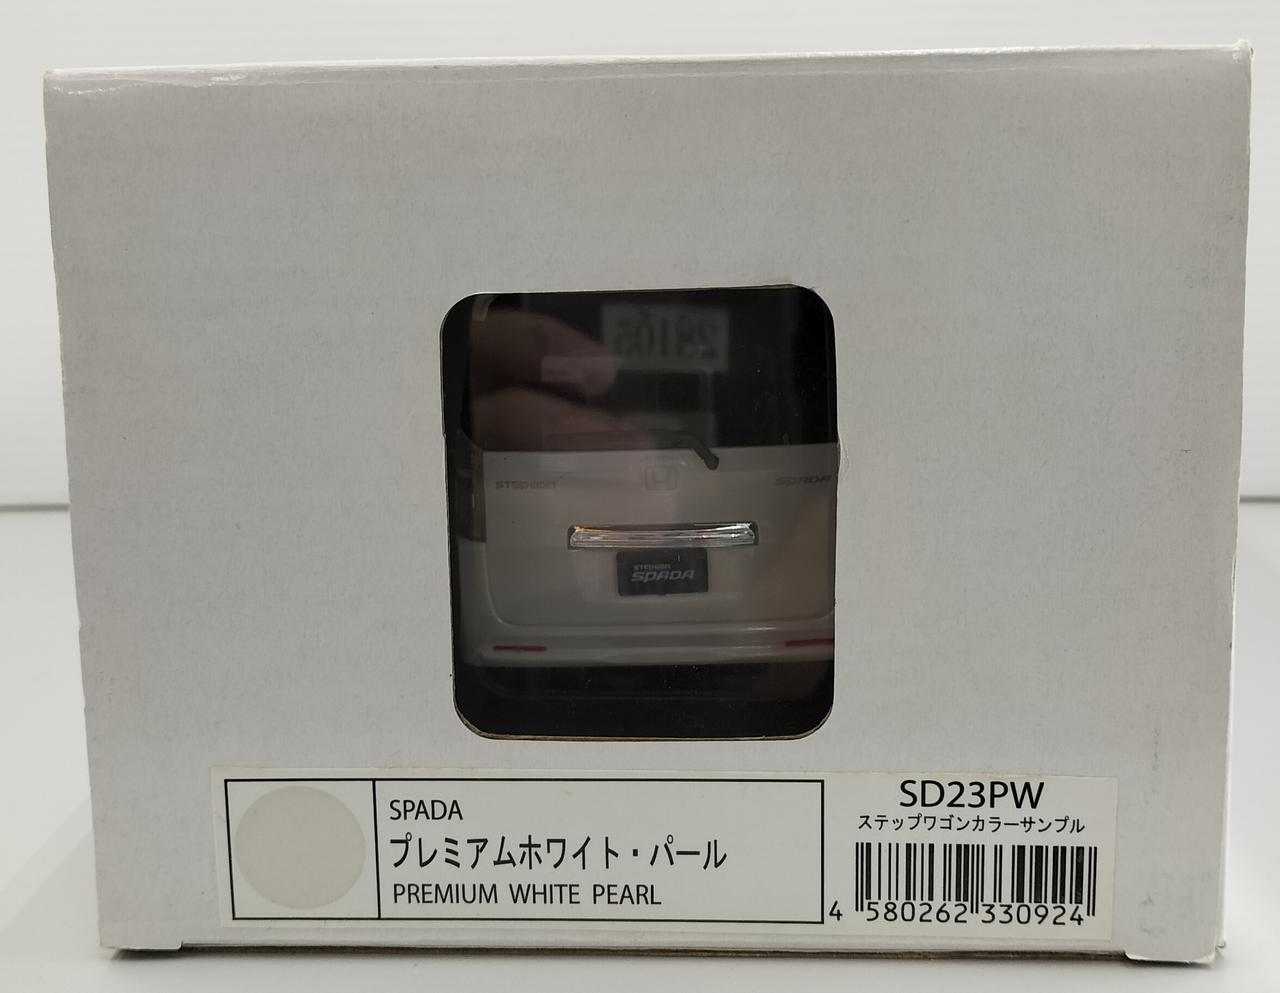 28105
STEPWGN
SPADA
STEPWGN
SPADA
SPADA
プレミアムホワイト・パール
PREMIUM WHITE PEARL
SD23PW
ステップワゴンカラーサンプル
4 580262 330924